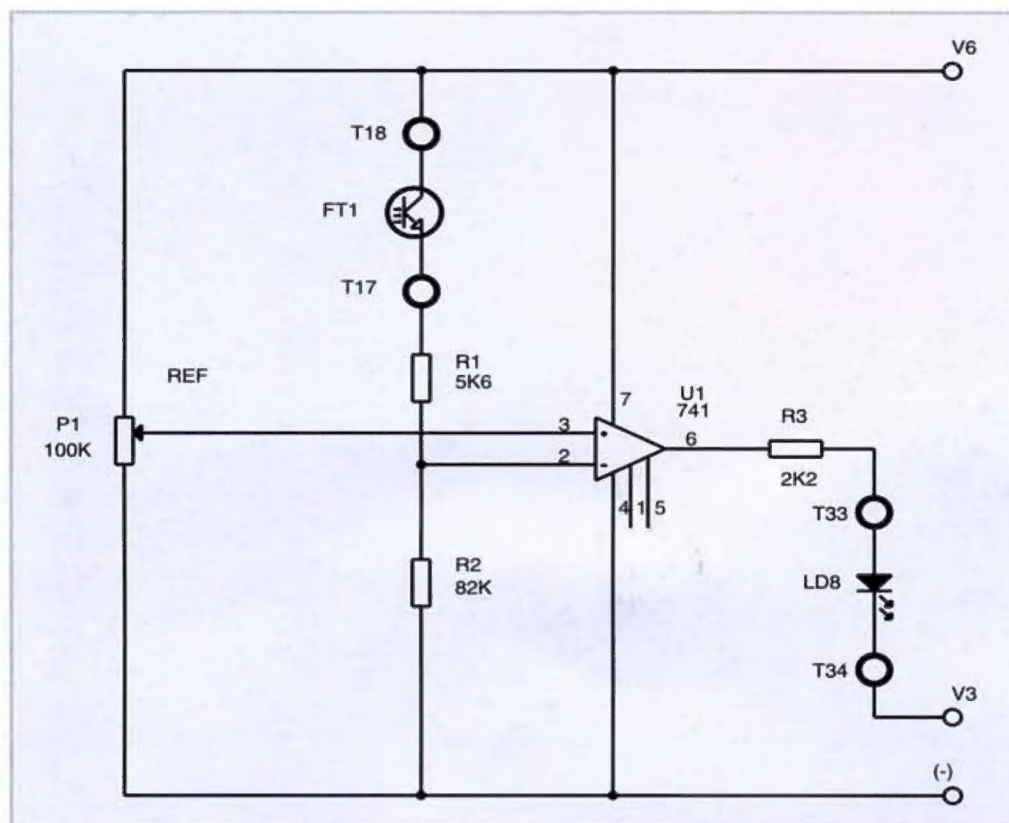 V6
T18
FT1
T17
R1
5K6
REF
P1
100K
3
2
7
U1
741
6
R3
2K2
4 1 5
T33
R2
82K
LD8
T34
V3
(-)